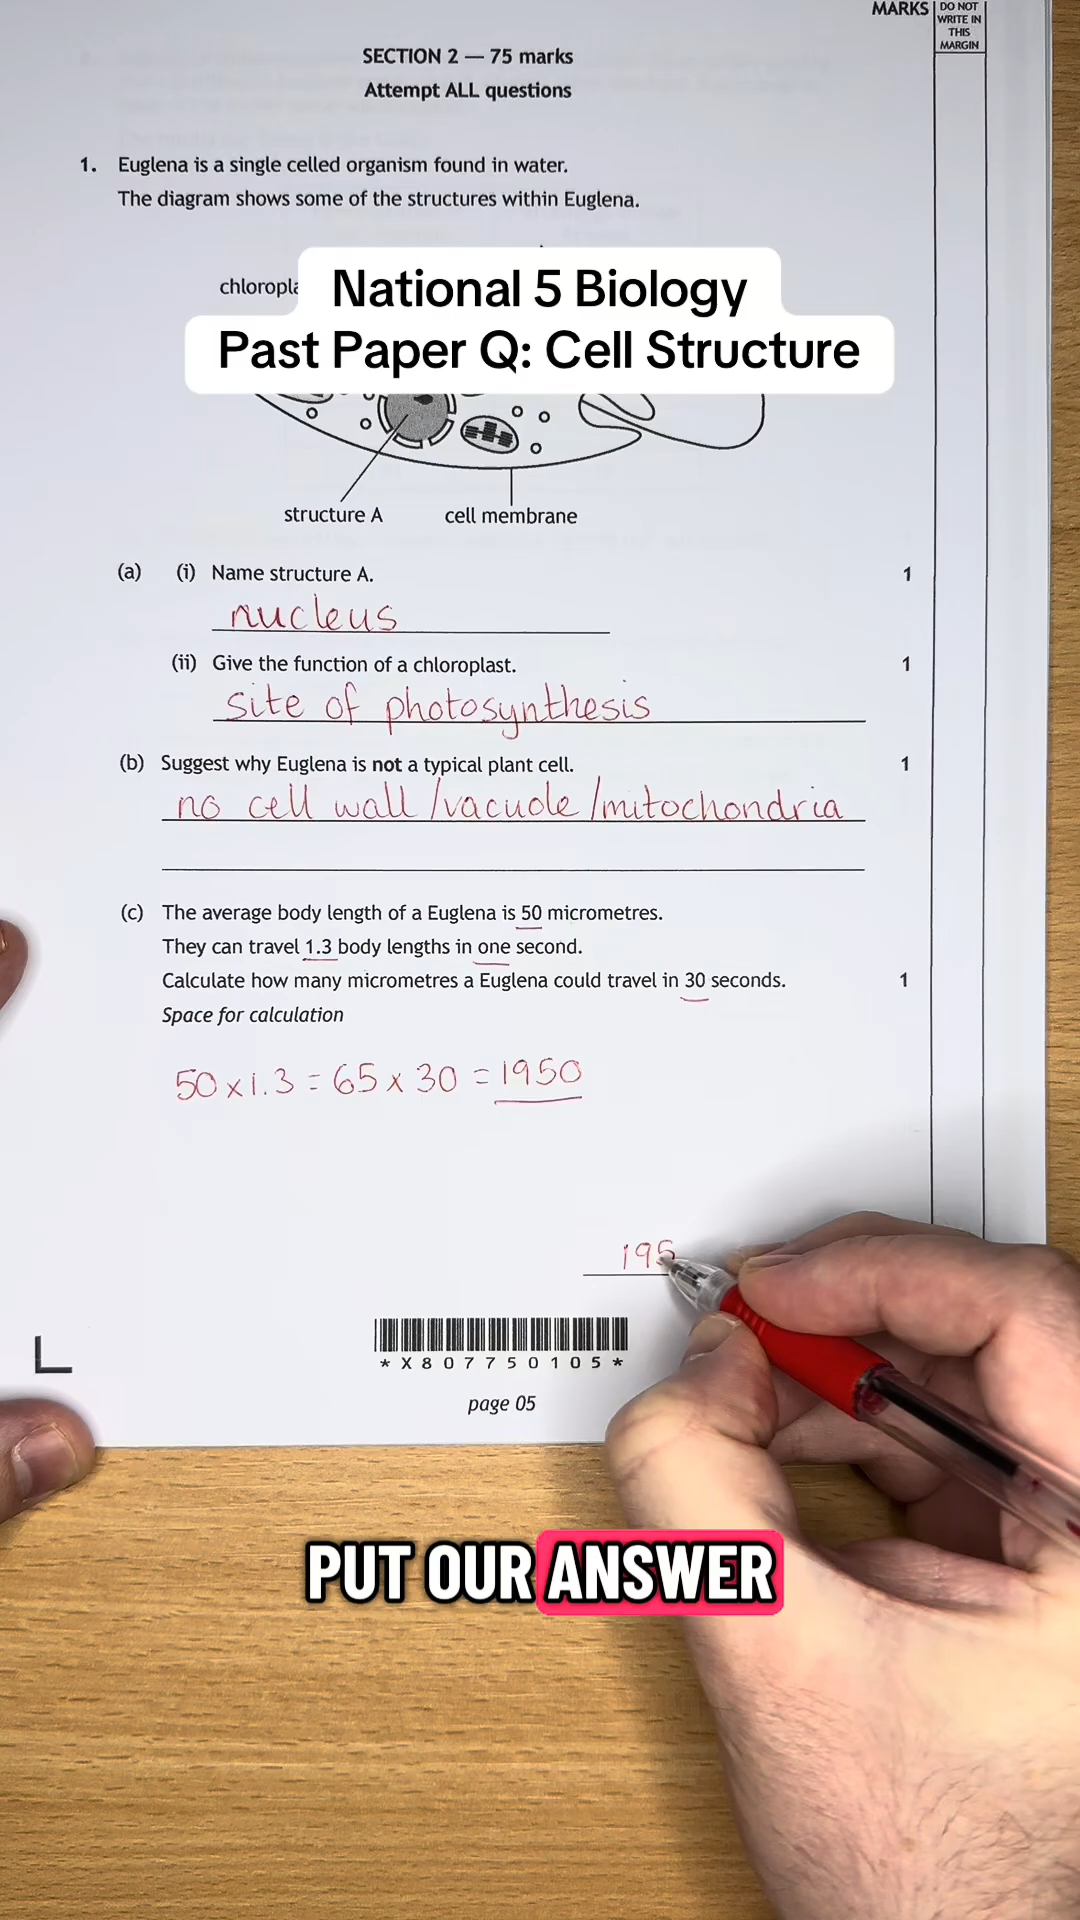 MARKS
DO NOT
WRITE IN
THIS
MARGIN
SECTION 2 — 75 marks
Attempt ALL questions
1. Euglena is a single celled organism found in water.
The diagram shows some of the structures within Euglena.
National 5 Biology
Past Paper Q: Cell Structure
structure A
cell membrane
(a) (i) Name structure A. 1
nucleus
(ii) Give the function of a chloroplast. 1
site of photosynthesis
(b) Suggest why Euglena is not a typical plant cell. 1
no cell wall/vacuole/mitochondria
(c) The average body length of a Euglena is 50 micrometres.
They can travel 1.3 body lengths in one second.
Calculate how many micrometres a Euglena could travel in 30 seconds. 1
Space for calculation
50 x 1.3 = 65 x 30 = 1950
195
*X807750105*
page 05
PUT OUR ANSWER